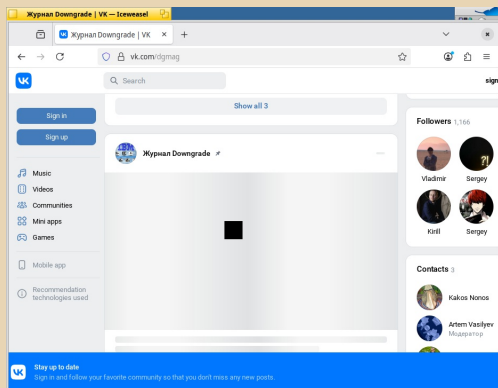 Журнал Downgrade | VK — Iceweasel
Журнал Downgrade | VK
vk.com/dgmag
Search
sign
Sign in
Sign up
Music
Videos
Communities
Mini apps
Games
Mobile app
Recommendation
technologies used
Show all 3
Журнал Downgrade
Followers 1,166
Vladimir
Sergey
Kirill
Sergey
Contacts 3
Kakos Nonos
Artem Vasilyev
Модератор
Stay up to date
Sign in and follow your favorite community so that you don't miss any new posts.